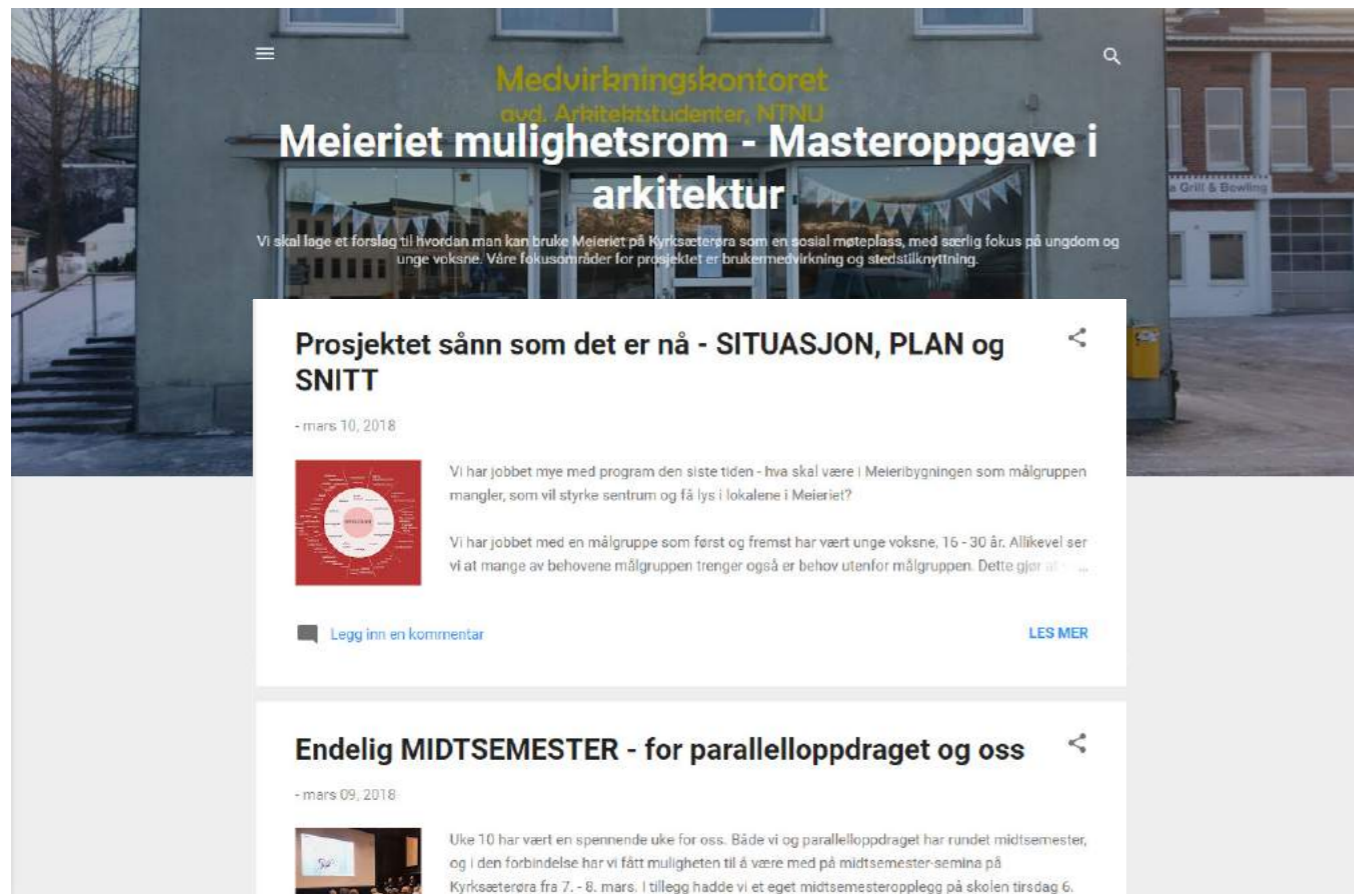 Medvirkningskontoret
avd. Arkitektstudenter, NTNU
Meieriet mulighetsrom - Masteroppgave i
arkitektur
a Grill & Bowling
Vi skal lage et forslag til hvordan man kan bruke Meieriet på Kyrksæterøra som en sosial møteplass, med særlig fokus på ungdom og
unge voksne. Våre fokusområder for prosjektet er brukermedvirkning og stedstilknyttning.
Prosjektet sånn som det er nå - SITUASJON, PLAN og
SNITT
- mars 10, 2018
Vi har jobbet mye med program den siste tiden - hva skal være i Meieribygningen som målgruppen
mangler, som vil styrke sentrum og få lys i lokalene i Meieriet?
Vi har jobbet med en målgruppe som først og fremst har vært unge voksne, 16 - 30 år. Allikevel ser
vi at mange av behovene målgruppen trenger også er behov utenfor målgruppen. Dette gjør at ...
Legg inn en kommentar
LES MER
Endelig MIDTSEMESTER - for parallelloppdraget og oss
- mars 09, 2018
Uke 10 har vært en spennende uke for oss. Både vi og parallelloppdraget har rundet midtsemester,
og i den forbindelse har vi fått muligheten til å være med på midtsemester-semina på
Kyrksæterøra fra 7. - 8. mars. I tillegg hadde vi et eget midtsemesteropplegg på skolen tirsdag 6.